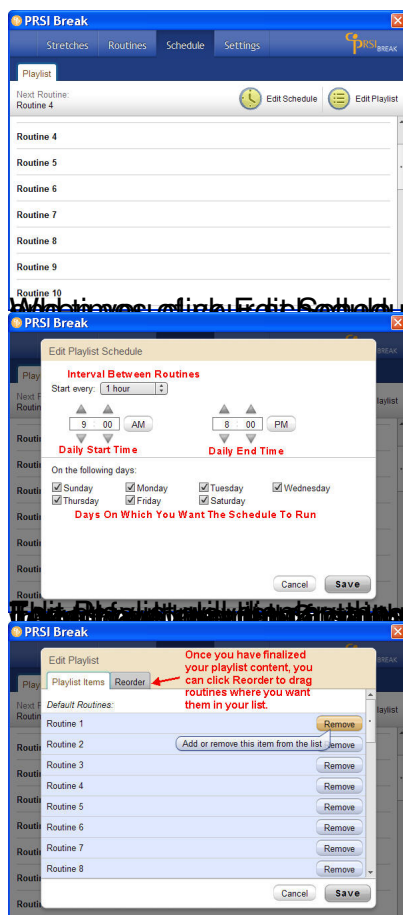 PRSI Break
Stretches Routines Schedule Settings PRSI BREAK
Playlist
Next Routine:
Routine 4
Edit Schedule Edit Playlist
Routine 4
Routine 5
Routine 6
Routine 7
Routine 8
Routine 9
Routine 10
PRSI Break
Edit Playlist Schedule
Interval Between Routines
Start every: 1 hour
9 : 00 AM 8 : 00 PM
Daily Start Time Daily End Time
On the following days:
Sunday Monday Tuesday Wednesday
Thursday Friday Saturday
Days On Which You Want The Schedule To Run
Cancel Save
PRSI Break
Edit Playlist
Playlist Items Reorder
Once you have finalized
your playlist content, you
can click Reorder to drag
routines where you want
them in your list.
Default Routines:
Routine 1 Remove
Routine 2 Add or remove this item from the list Remove
Routine 3 Remove
Routine 4 Remove
Routine 5 Remove
Routine 6 Remove
Routine 7 Remove
Routine 8 Remove
Cancel Save